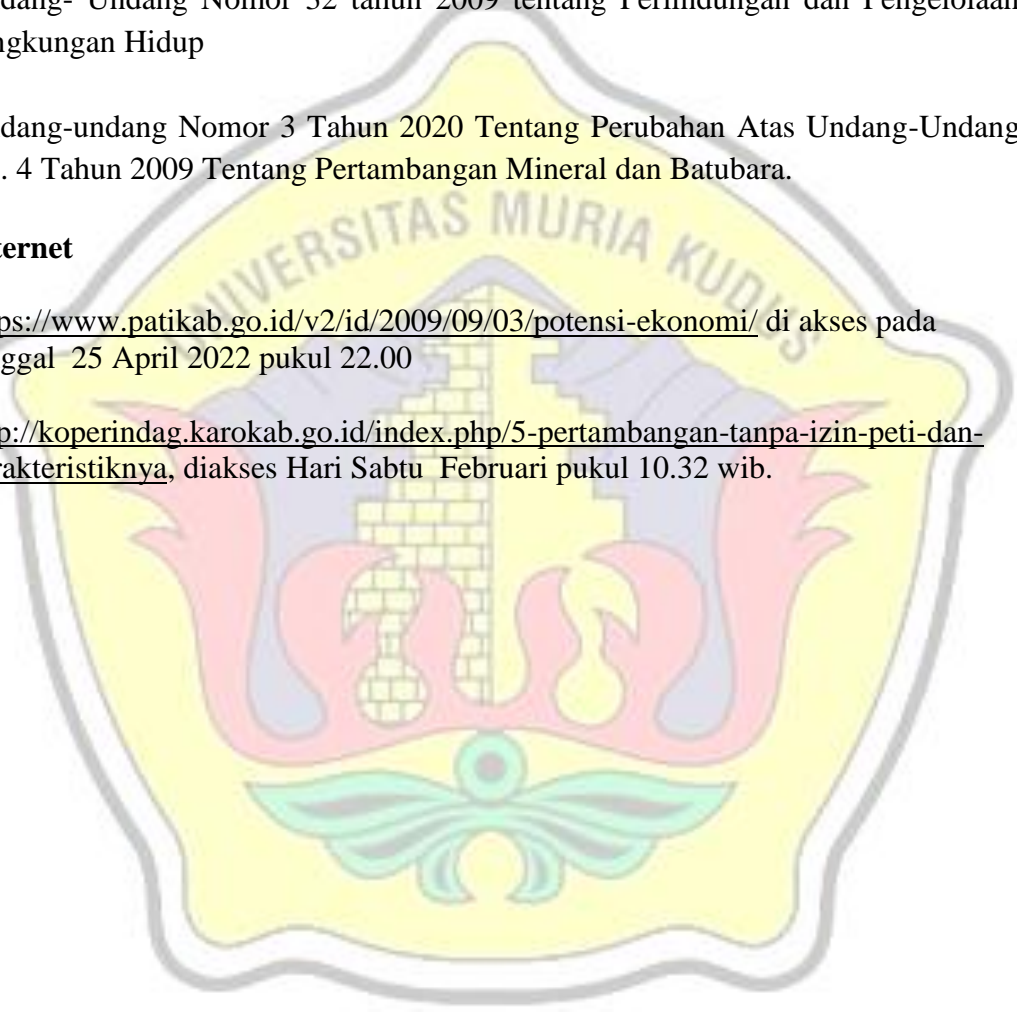 dang- Undang Nomor 32 tahun 2009 tentang Perlindungan dan Pengelolaan
ngkungan Hidup
dang-undang Nomor 3 Tahun 2020 Tentang Perubahan Atas Undang-Undang
. 4 Tahun 2009 Tentang Pertambangan Mineral dan Batubara.
ternet
ps://www.patikab.go.id/v2/id/2009/09/03/potensi-ekonomi/ di akses pada
nggal 25 April 2022 pukul 22.00
p://koperindag.karokab.go.id/index.php/5-pertambangan-tanpa-izin-peti-dan-
rakteristiknya, diakses Hari Sabtu Februari pukul 10.32 wib.
UNIVERSITAS MURIA KUDUS